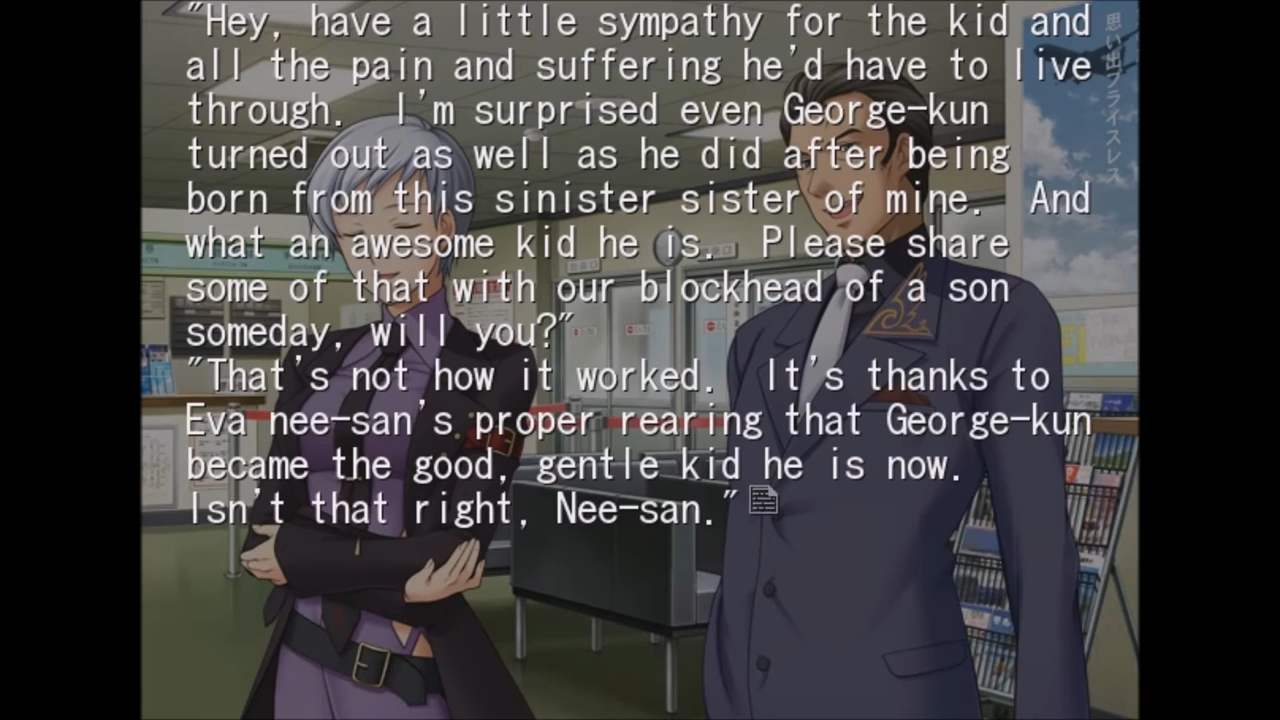 "Hey, have a little sympathy for the kid and
all the pain and suffering he'd have to live
through.  I'm surprised even George-kun
turned out as well as he did after being
born from this sinister sister of mine.  And
what an awesome kid he is.  Please share
some of that with our blockhead of a son
someday, will you?"
"That's not how it worked.  It's thanks to
Eva nee-san's proper rearing that George-kun
became the good, gentle kid he is now.
Isn't that right, Nee-san."
思い出プライスレス